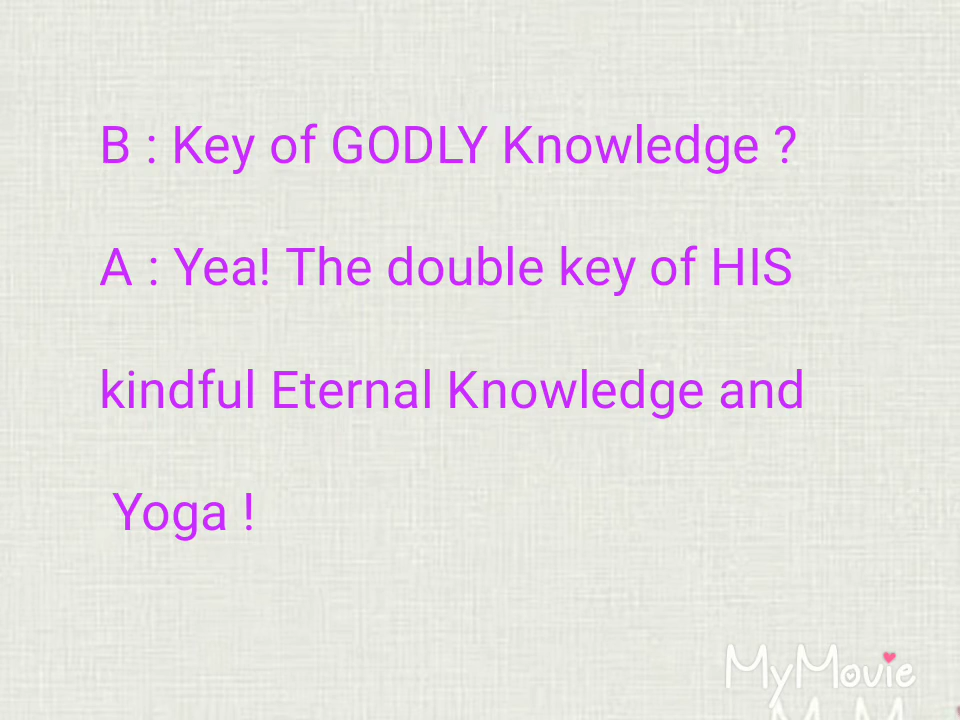 B : Key of GODLY Knowledge ?
A : Yea! The double key of HIS
kindful Eternal Knowledge and
Yoga !
MyMovie